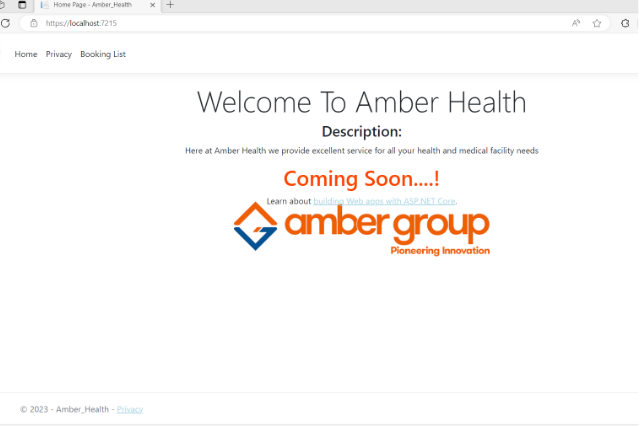 Home Page - Amber_Health
https://localhost:7215
Home Privacy Booking List
Welcome To Amber Health
Description:
Here at Amber Health we provide excellent service for all your health and medical facility needs
Coming Soon....!
Learn about building Web apps with ASP.NET Core.
amber group
Pioneering Innovation
© 2023 - Amber_Health - Privacy